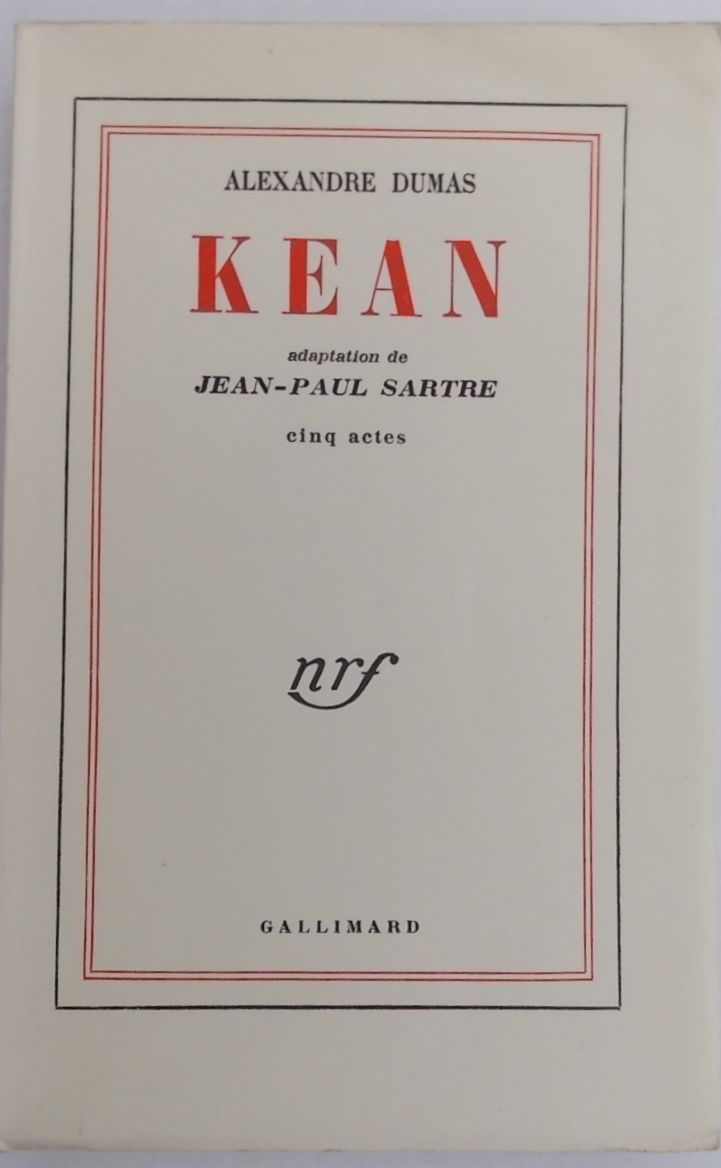 ALEXANDRE DUMAS
KEAN
adaptation de
JEAN-PAUL SARTRE
cinq actes
nrf
GALLIMARD